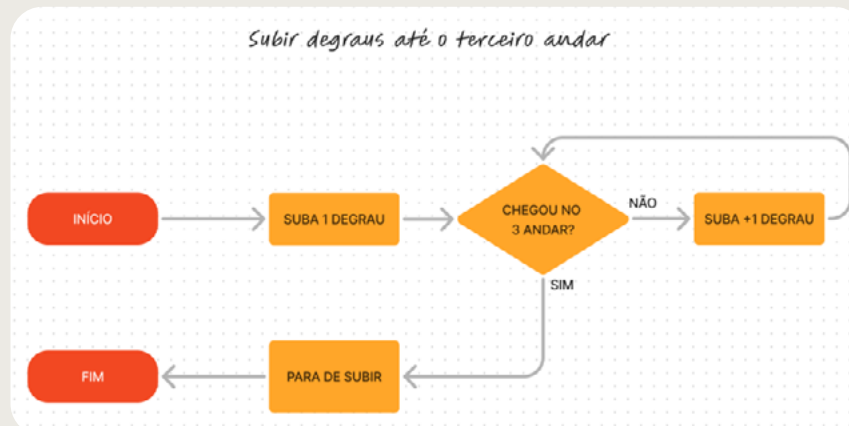 Subir degraus até o terceiro andar
INÍCIO
SUBA 1 DEGRAU
CHEGOU NO
3 ANDAR?
NÃO
SUBA +1 DEGRAU
SIM
PARA DE SUBIR
FIM